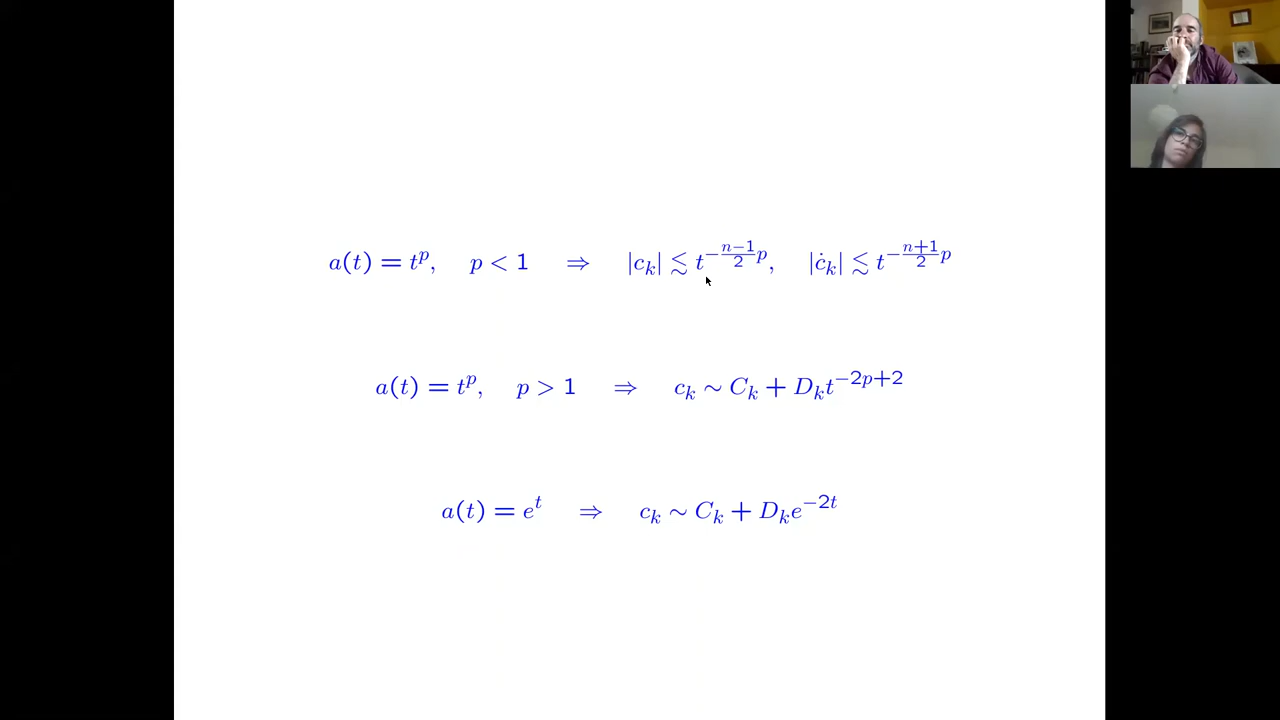 a(t) = t^p, p < 1 ⇒ |c_k| ≲ t^{-\frac{n-1}{2}p}, |ċ_k| ≲ t^{-\frac{n+1}{2}p}
a(t) = t^p, p > 1 ⇒ c_k ∼ C_k + D_k t^{-2p+2}
a(t) = e^t ⇒ c_k ∼ C_k + D_k e^{-2t}